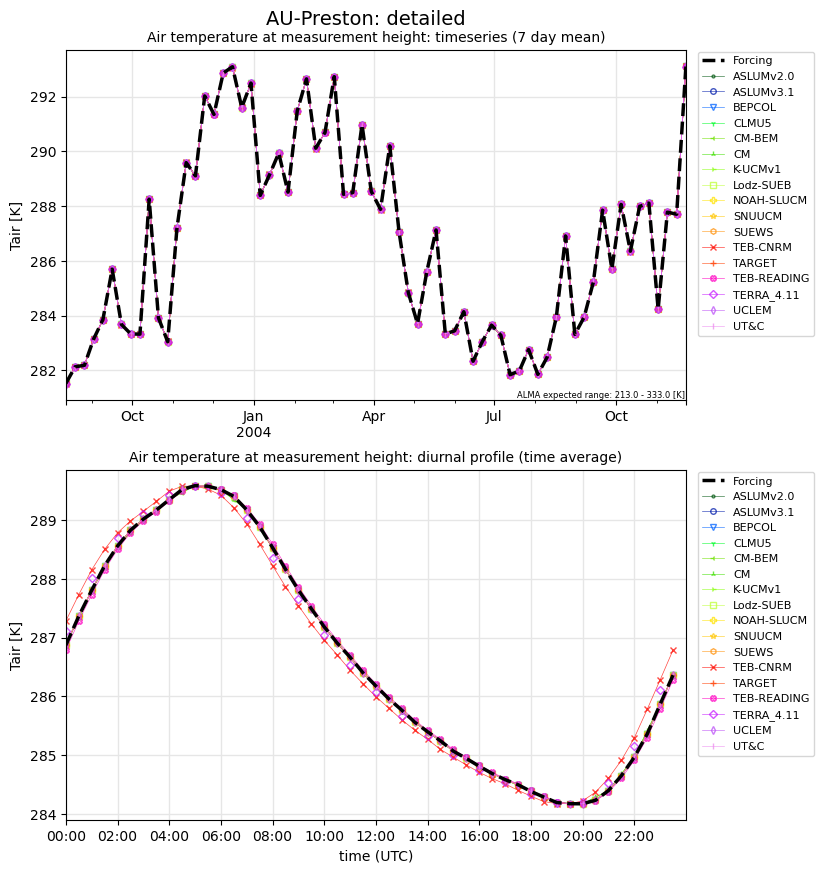 AU-Preston: detailed
Air temperature at measurement height: timeseries (7 day mean)
Tair [K]
292
290
288
286
284
282
Oct
Jan
2004
Apr
Jul
Oct
ALMA expected range: 213.0 - 333.0 [K]
Forcing
ASLUMv2.0
ASLUMv3.1
BEPCOL
CLMU5
CM-BEM
CM
K-UCMv1
Lodz-SUEB
NOAH-SLUCM
SNUUCM
SUEWS
TEB-CNRM
TARGET
TEB-READING
TERRA_4.11
UCLEM
UT&C
Air temperature at measurement height: diurnal profile (time average)
Tair [K]
289
288
287
286
285
284
00:00
02:00
04:00
06:00
08:00
10:00
12:00
14:00
16:00
18:00
20:00
22:00
time (UTC)
Forcing
ASLUMv2.0
ASLUMv3.1
BEPCOL
CLMU5
CM-BEM
CM
K-UCMv1
Lodz-SUEB
NOAH-SLUCM
SNUUCM
SUEWS
TEB-CNRM
TARGET
TEB-READING
TERRA_4.11
UCLEM
UT&C